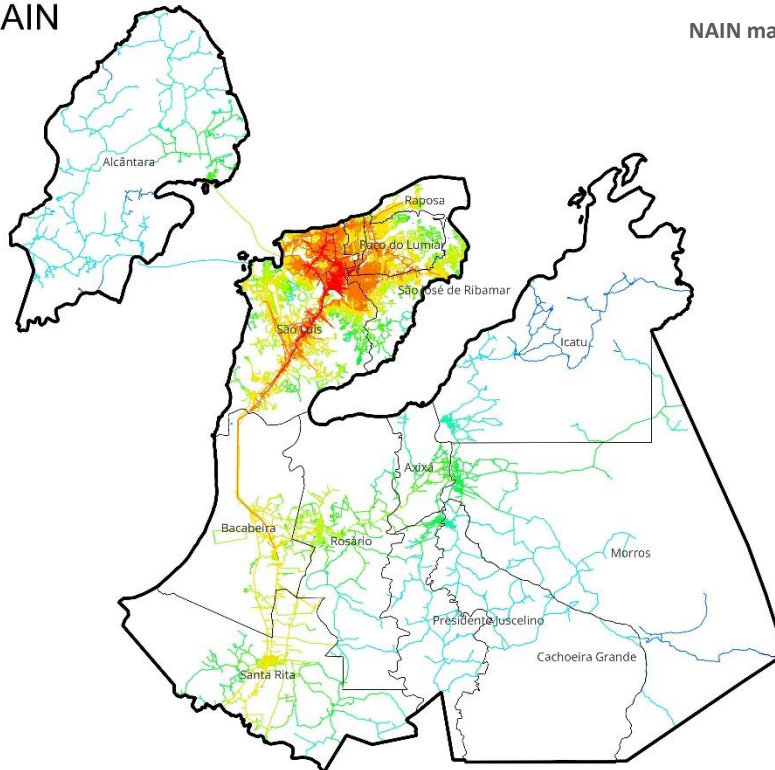 AIN
NAIN ma
Alcântara
Raposa
Paço do Lumiar
São José de Ribamar
São Luís
Icatu
Axixá
Bacabeira
Rosário
Morros
Presidente Juscelino
Cachoeira Grande
Santa Rita